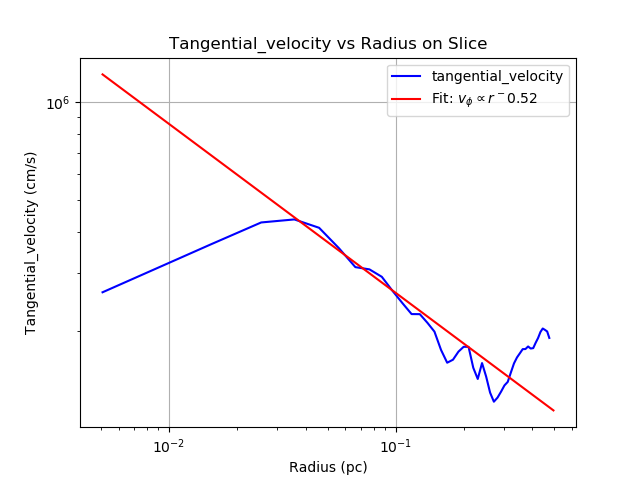 Tangential_velocity vs Radius on Slice
tangential_velocity
Fit: $v_\phi \propto r^-0.52$
10^6
Tangential_velocity (cm/s)
10^-2
10^-1
Radius (pc)